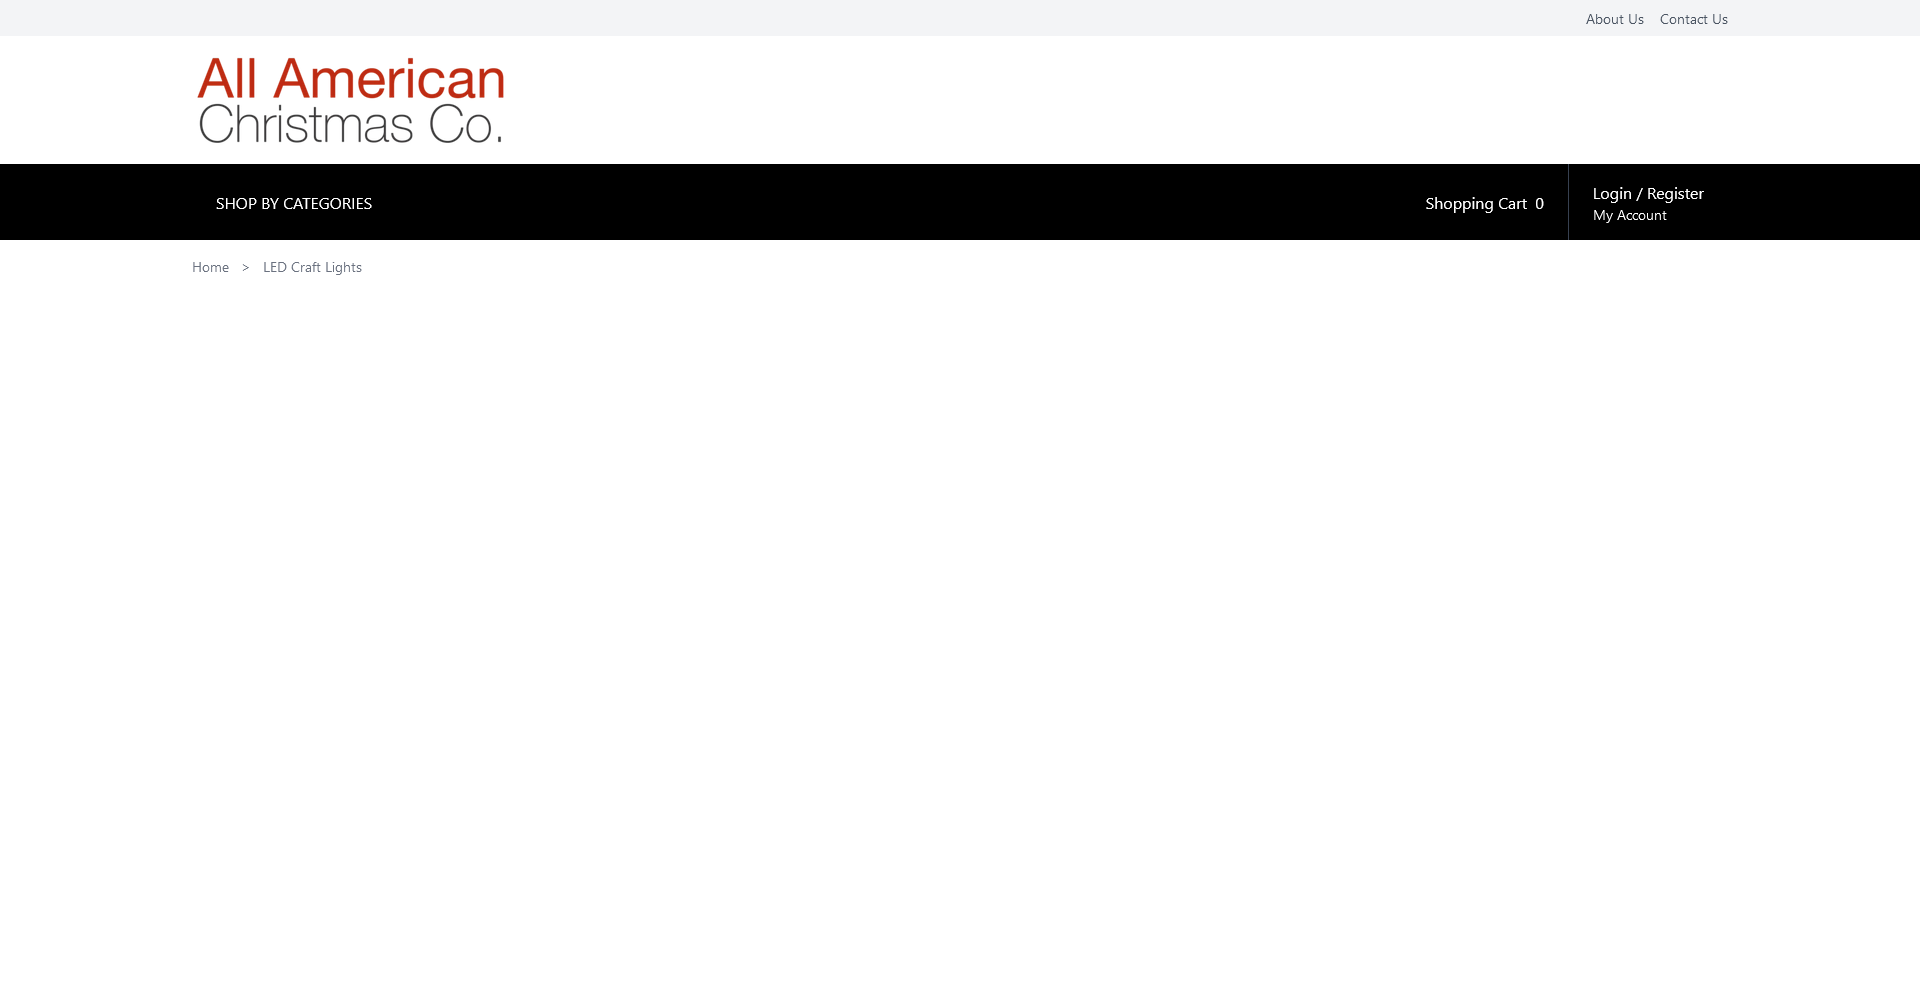 About Us Contact Us
All American
Christmas Co.
SHOP BY CATEGORIES
Shopping Cart 0
Login / Register
My Account
Home > LED Craft Lights